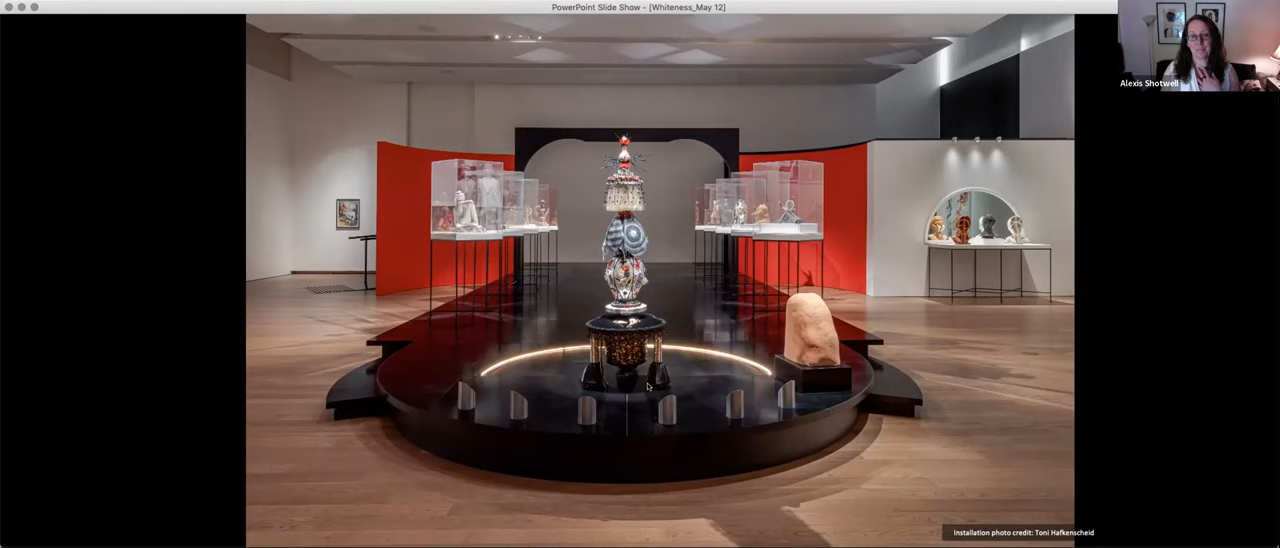 PowerPoint Slide Show - [Whiteness_May 12]
Alexis Shotwell
Installation photo credit: Toni Hafkenscheid